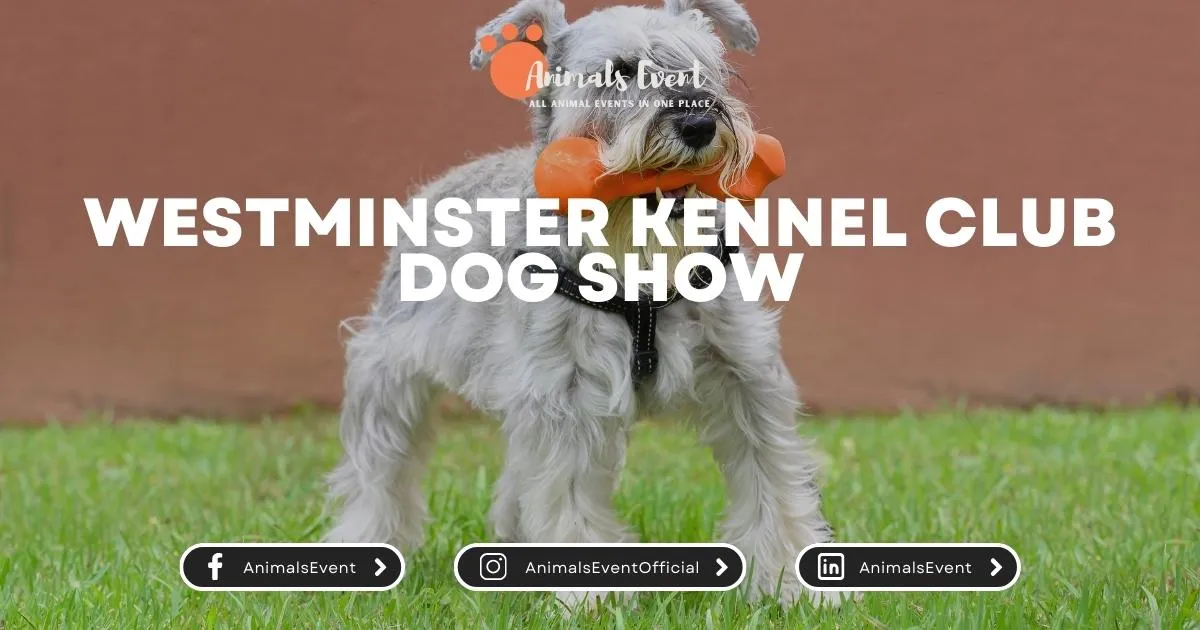 Animals Event
ALL ANIMAL EVENTS IN ONE PLACE
WESTMINSTER KENNEL CLUB
DOG SHOW
AnimalsEvent
AnimalsEventOfficial
AnimalsEvent